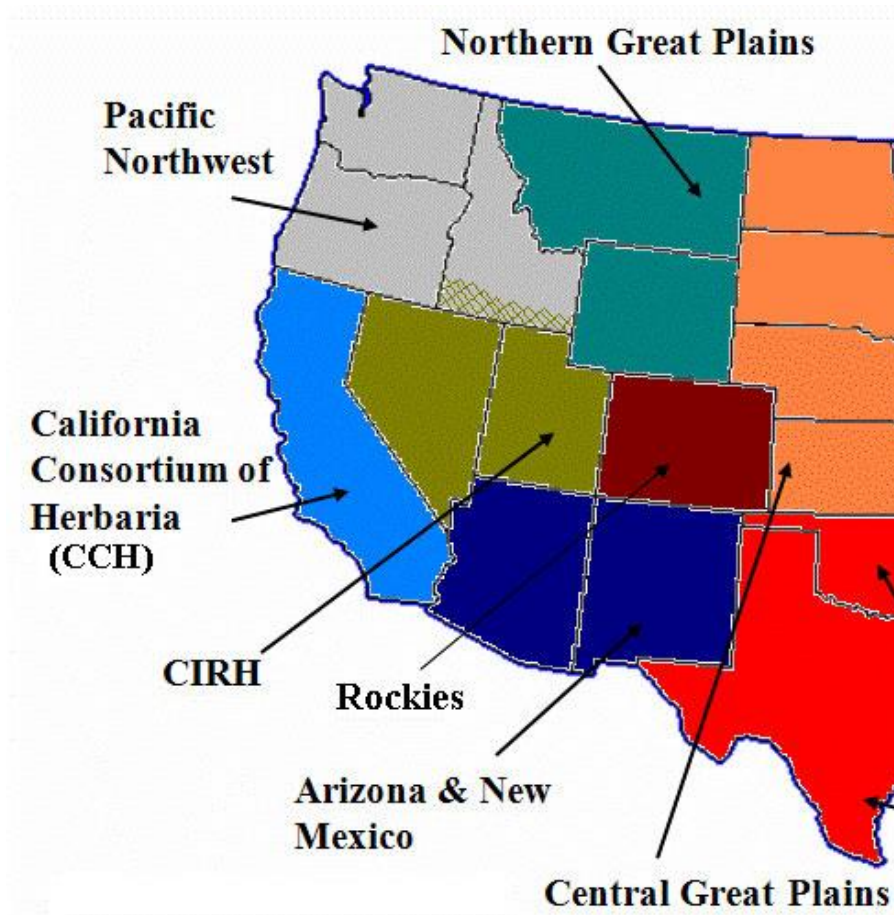 Northern Great Plains
Pacific
Northwest
California
Consortium of
Herbaria
(CCH)
CIRH
Rockies
Arizona & New
Mexico
Central Great Plains